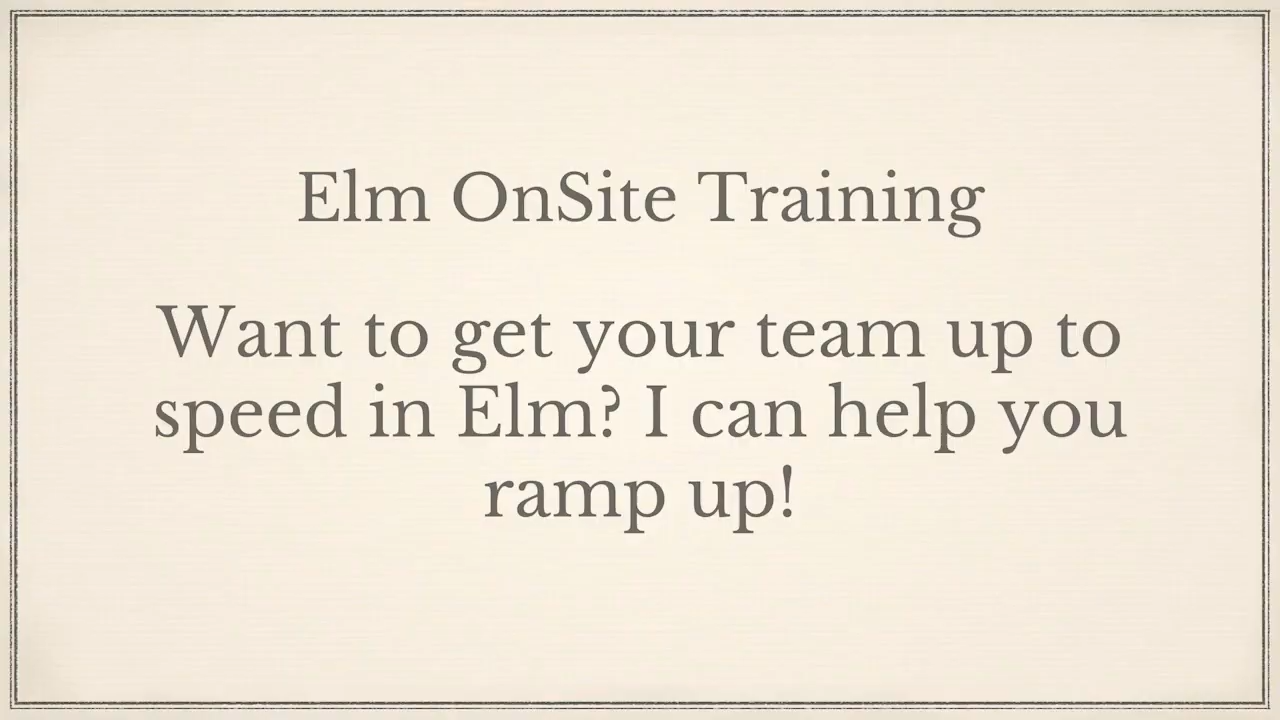 Elm OnSite Training
Want to get your team up to
speed in Elm? I can help you
ramp up!